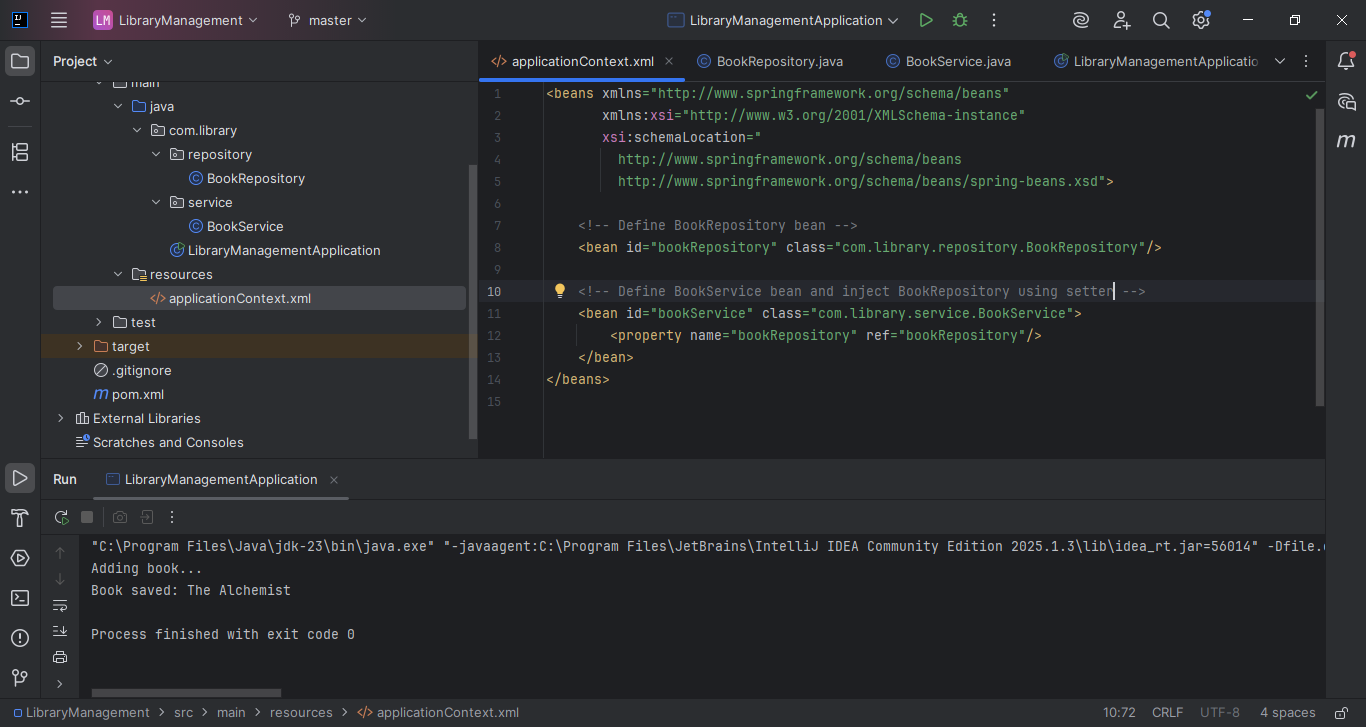 LM LibraryManagement master LibraryManagementApplication
Project
main
java
com.library
repository
BookRepository
service
BookService
LibraryManagementApplication
resources
applicationContext.xml
test
target
.gitignore
m pom.xml
External Libraries
Scratches and Consoles
applicationContext.xml BookRepository.java BookService.java LibraryManagementApplicatio
m
1 <beans xmlns="http://www.springframework.org/schema/beans"
2 xmlns:xsi="http://www.w3.org/2001/XMLSchema-instance"
3 xsi:schemaLocation="
4 http://www.springframework.org/schema/beans
5 http://www.springframework.org/schema/beans/spring-beans.xsd">
6
7 <!-- Define BookRepository bean -->
8 <bean id="bookRepository" class="com.library.repository.BookRepository"/>
9
10 <!-- Define BookService bean and inject BookRepository using setter -->
11 <bean id="bookService" class="com.library.service.BookService">
12 <property name="bookRepository" ref="bookRepository"/>
13 </bean>
14 </beans>
15
Run LibraryManagementApplication
"C:\Program Files\Java\jdk-23\bin\java.exe" "-javaagent:C:\Program Files\JetBrains\IntelliJ IDEA Community Edition 2025.1.3\lib\idea_rt.jar=56014" -Dfile.
Adding book...
Book saved: The Alchemist
Process finished with exit code 0
LibraryManagement > src > main > resources > applicationContext.xml 10:72 CRLF UTF-8 4 spaces